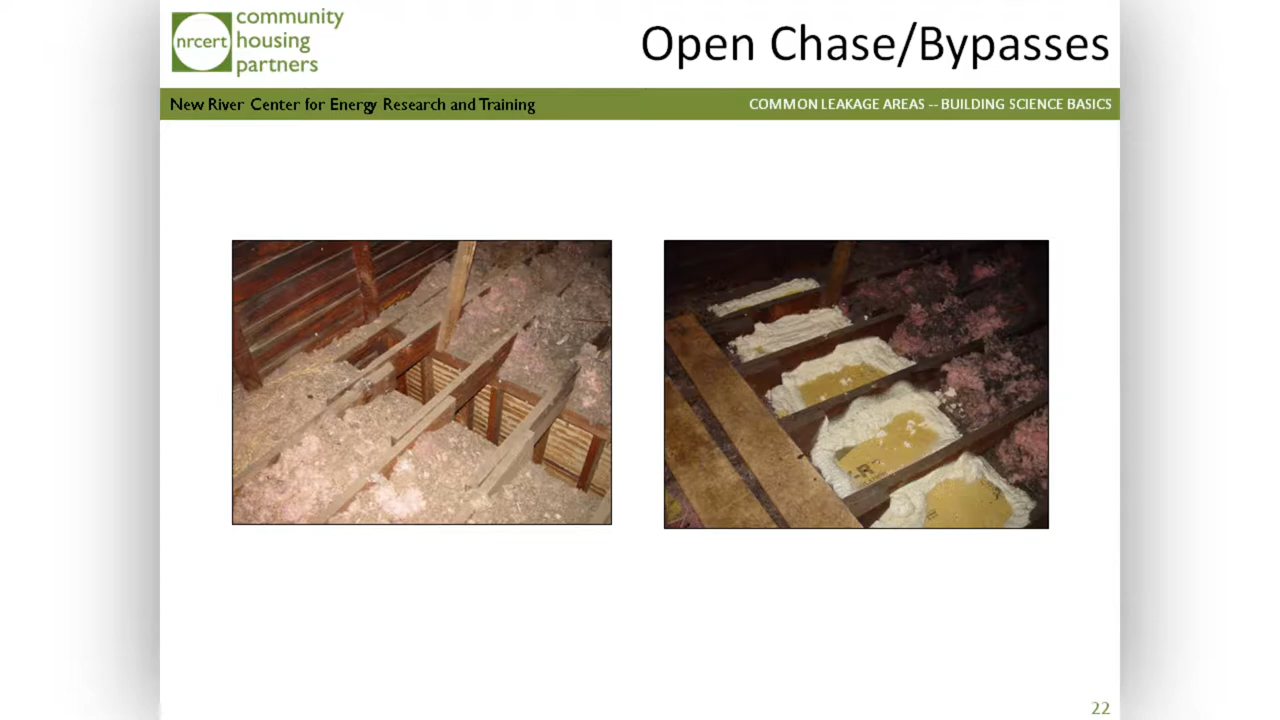 nrcert
community
housing
partners
Open Chase/Bypasses
New River Center for Energy Research and Training
COMMON LEAKAGE AREAS -- BUILDING SCIENCE BASICS
22